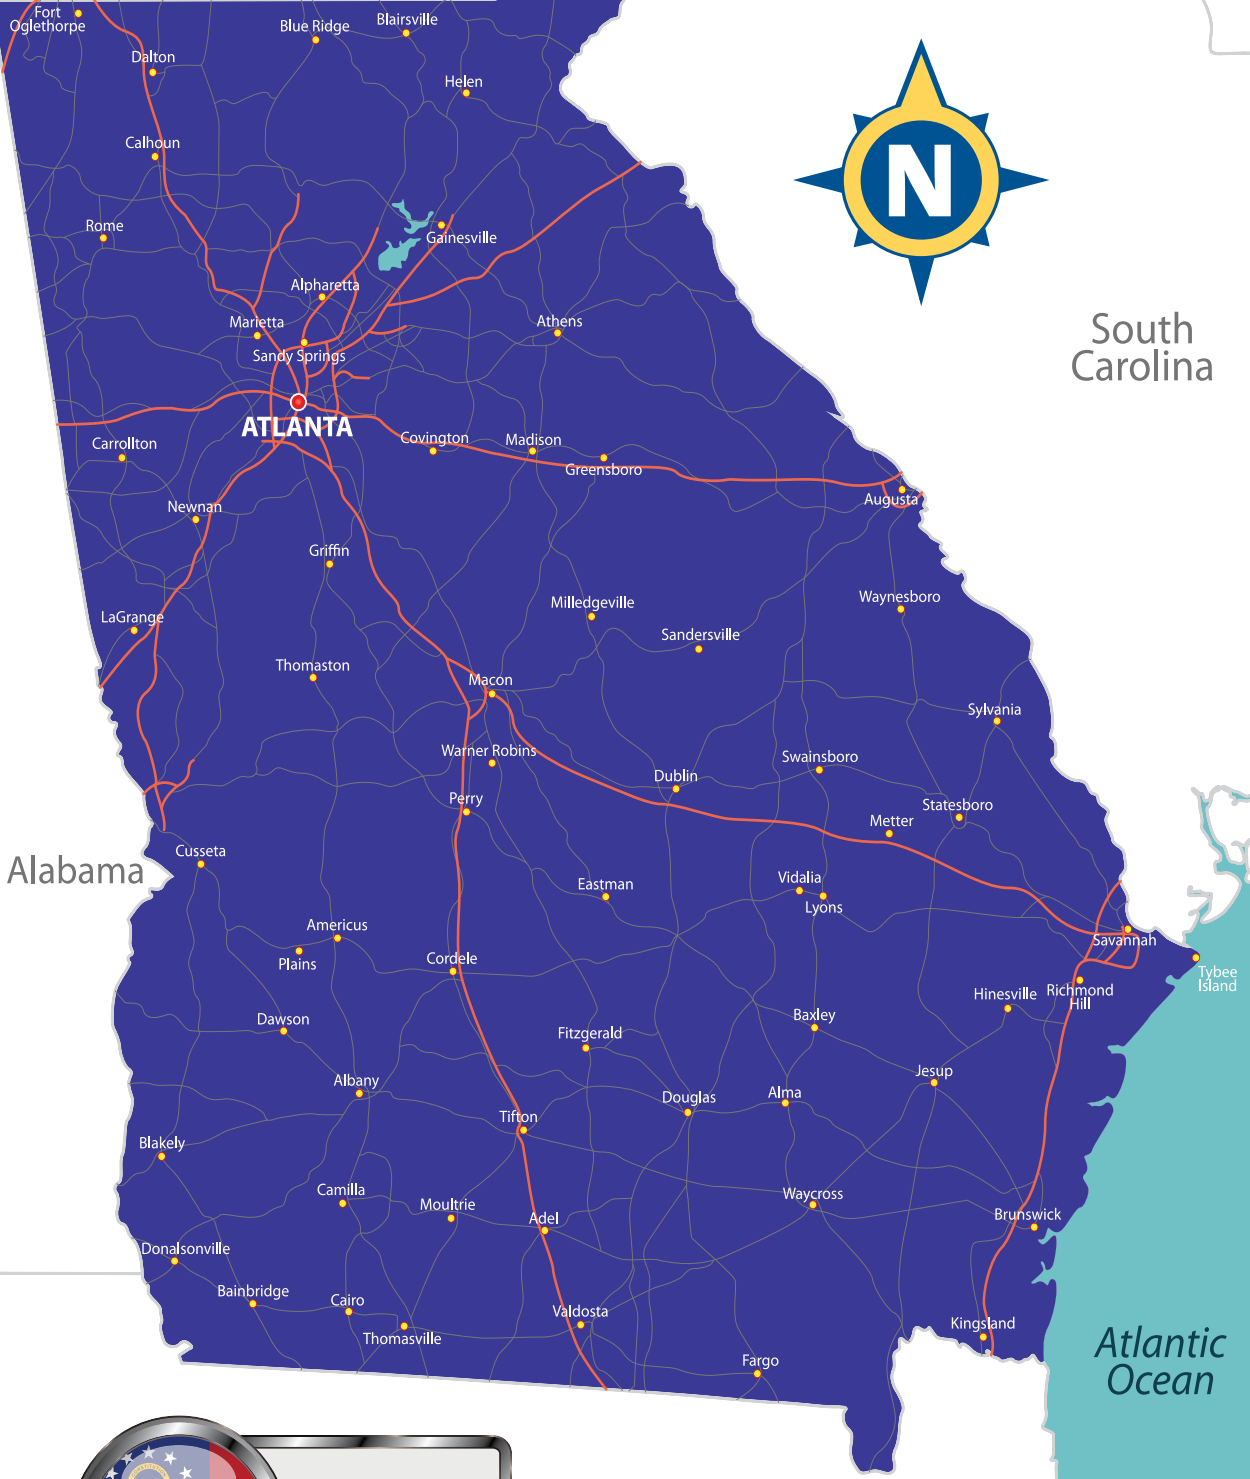 Fort
Oglethorpe
Blue Ridge
Blairsville
Dalton
Helen
Calhoun
N
Rome
Gainesville
Alpharetta
Marietta
Athens
Sandy Springs
South
Carolina
ATLANTA
Carrollton
Covington
Madison
Greensboro
Augusta
Newnan
Griffin
Milledgeville
Waynesboro
LaGrange
Sandersville
Thomaston
Macon
Sylvania
Warner Robins
Swainsboro
Dublin
Perry
Statesboro
Metter
Cusseta
Alabama
Eastman
Vidalia
Lyons
Americus
Savannah
Plains
Cordele
Tybee
Island
Hinesville
Richmond
Hill
Dawson
Baxley
Fitzgerald
Albany
Jesup
Douglas
Alma
Tifton
Blakely
Camilla
Moultrie
Waycross
Adel
Brunswick
Donalsonville
Bainbridge
Cairo
Valdosta
Kingsland
Thomasville
Fargo
Atlantic
Ocean